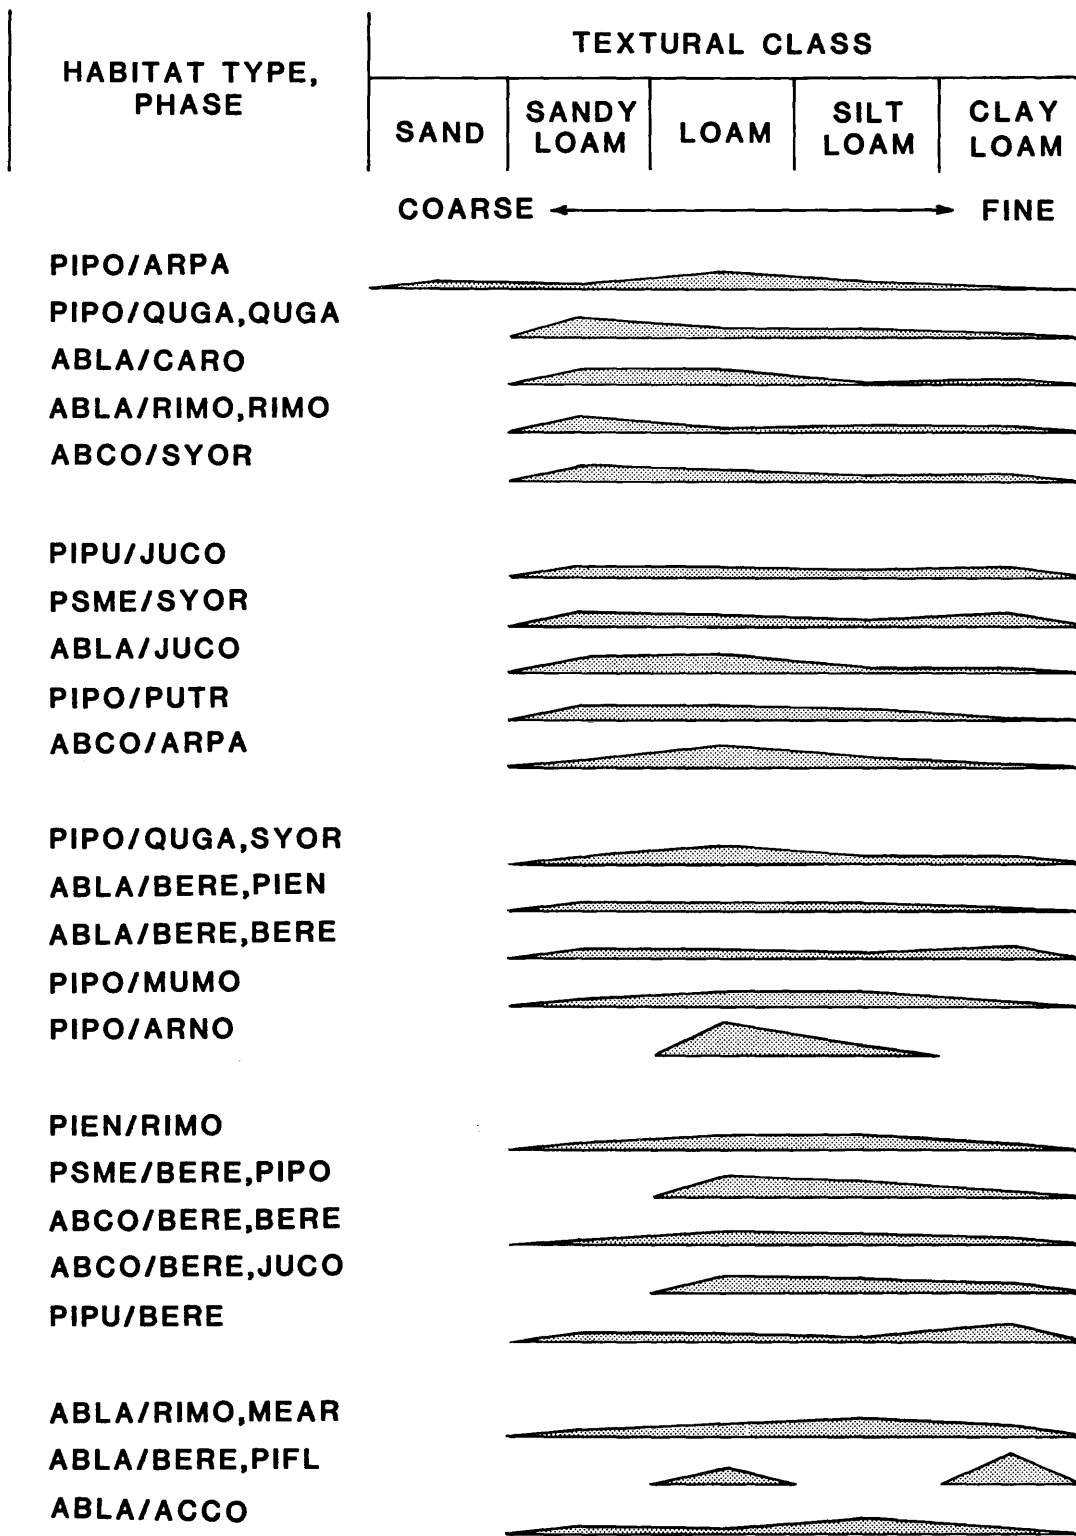 TEXTURAL CLASS
HABITAT TYPE,
PHASE
SAND
SANDY
LOAM
LOAM
SILT
LOAM
CLAY
LOAM
COARSE FINE
PIPO/ARPA
PIPO/QUGA,QUGA
ABLA/CARO
ABLA/RIMO,RIMO
ABCO/SYOR
PIPU/JUCO
PSME/SYOR
ABLA/JUCO
PIPO/PUTR
ABCO/ARPA
PIPO/QUGA,SYOR
ABLA/BERE,PIEN
ABLA/BERE,BERE
PIPO/MUMO
PIPO/ARNO
PIEN/RIMO
PSME/BERE,PIPO
ABCO/BERE,BERE
ABCO/BERE,JUCO
PIPU/BERE
ABLA/RIMO,MEAR
ABLA/BERE,PIFL
ABLA/ACCO